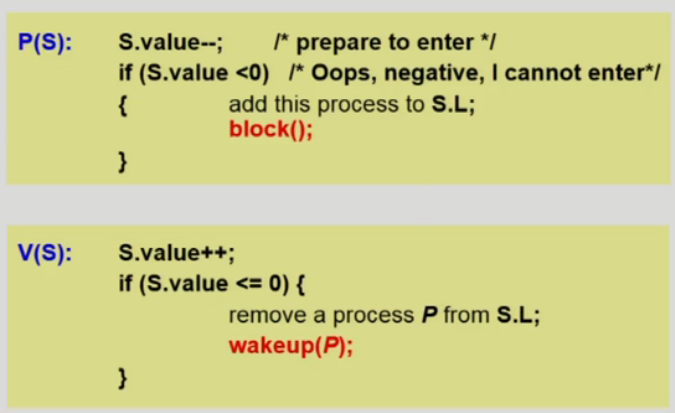 P(S): S.value--; /* prepare to enter */
if (S.value <0) /* Oops, negative, I cannot enter*/
{ add this process to S.L;
block();
}
V(S): S.value++;
if (S.value <= 0) {
remove a process P from S.L;
wakeup(P);
}